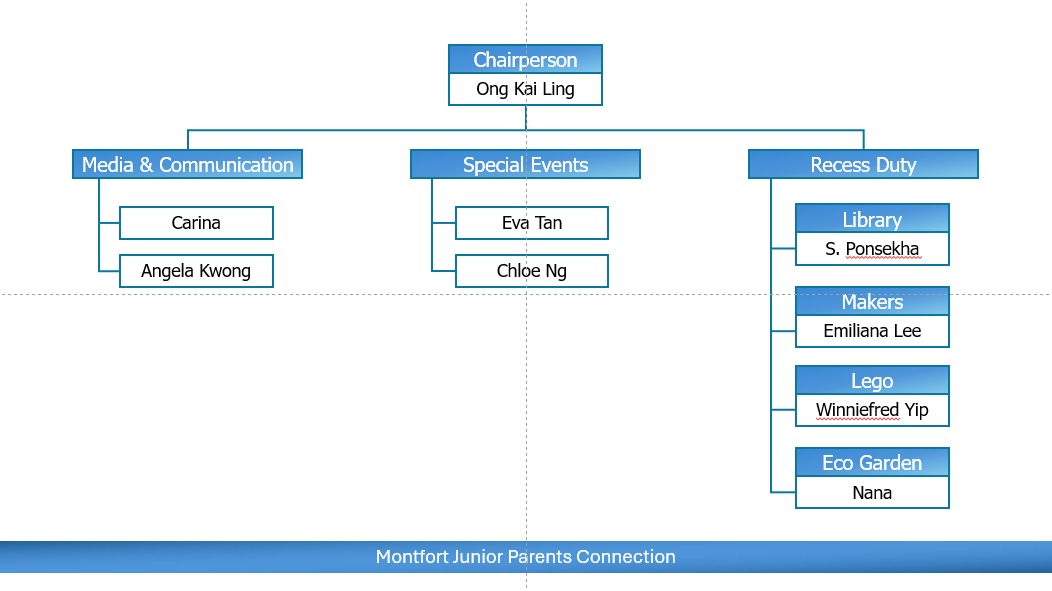 Chairperson
Ong Kai Ling
Media & Communication
Carina
Angela Kwong
Special Events
Eva Tan
Chloe Ng
Recess Duty
Library
S. Ponsekha
Makers
Emiliana Lee
Lego
Winniefred Yip
Eco Garden
Nana
Montfort Junior Parents Connection